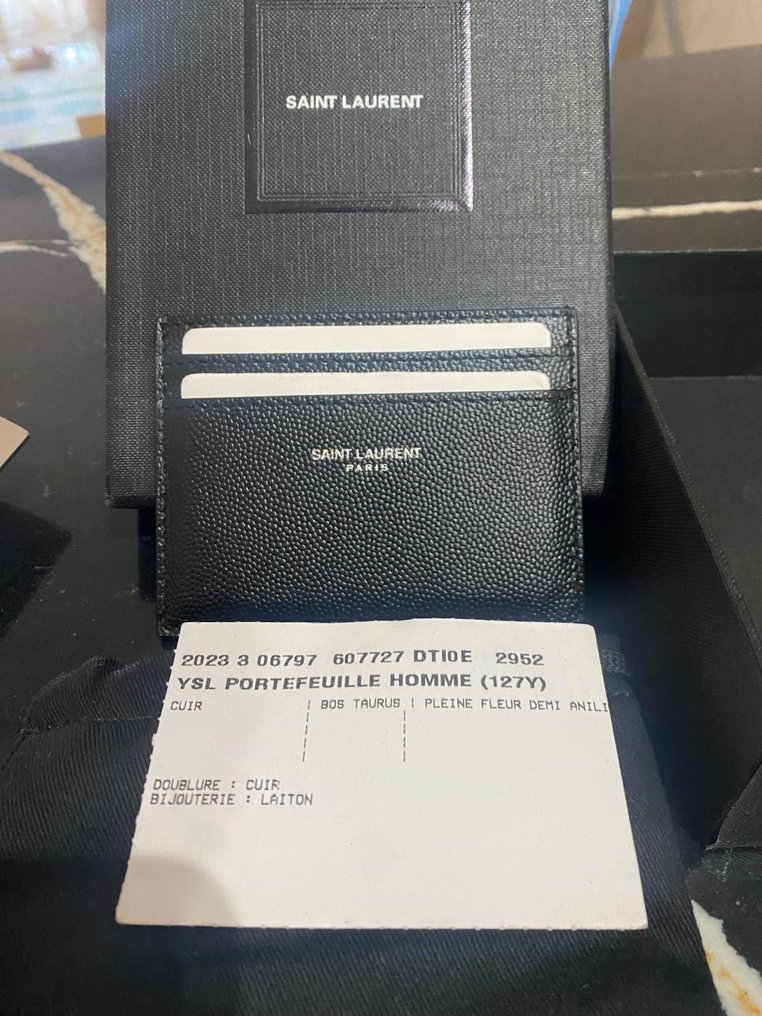 SAINT LAURENT
SAINT LAURENT
PARIS
2023 3 06797 607727 DTI0E 2952
YSL PORTEFEUILLE HOMME (127Y)
CUIR | BOS TAURUS | PLEINE FLEUR DEMI ANILI
DOUBLURE : CUIR
BIJOUTERIE : LAITON